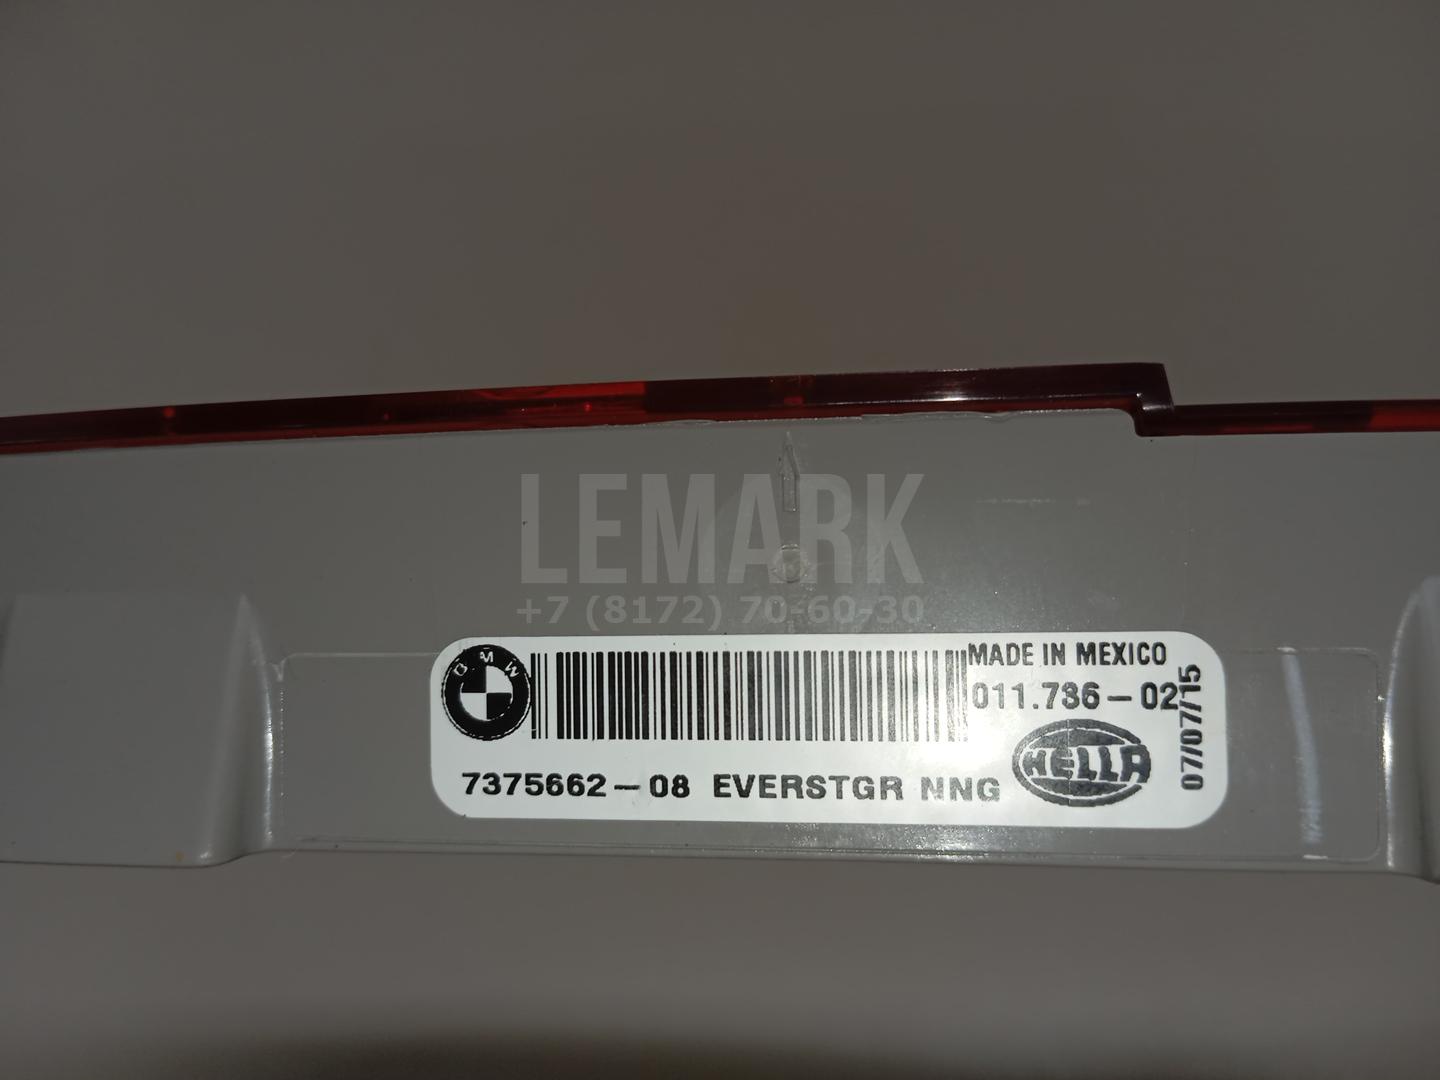 LEMARK
+7 (8172) 70-60-30
BMW
MADE IN MEXICO
011.786-02
07/07/15
HELLA
7375662-08 EVERSTGR NNG